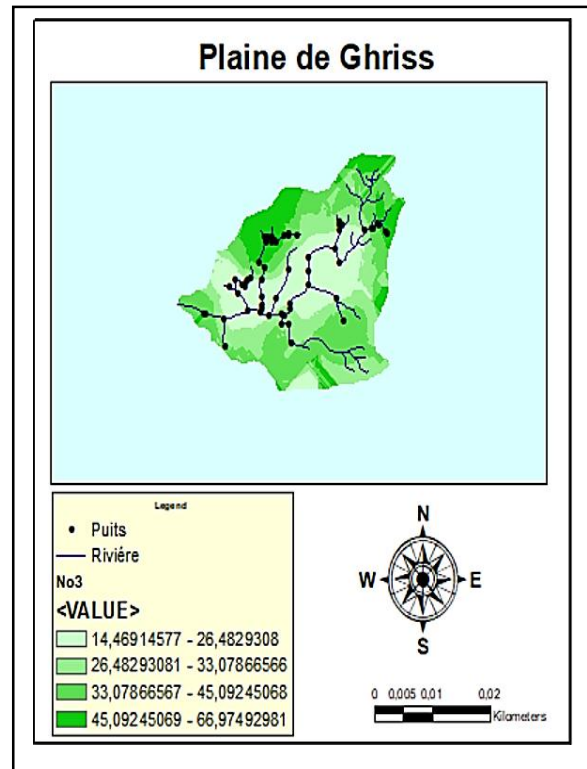 Plaine de Ghriss
Legend
Puits
Riviére
No3
<VALUE>
14,46914577 - 26,4829308
26,48293081 - 33,07866566
33,07866567 - 45,09245068
45,09245069 - 66,97492981
N
W
E
S
0 0,005 0,01 0,02
Kilometers